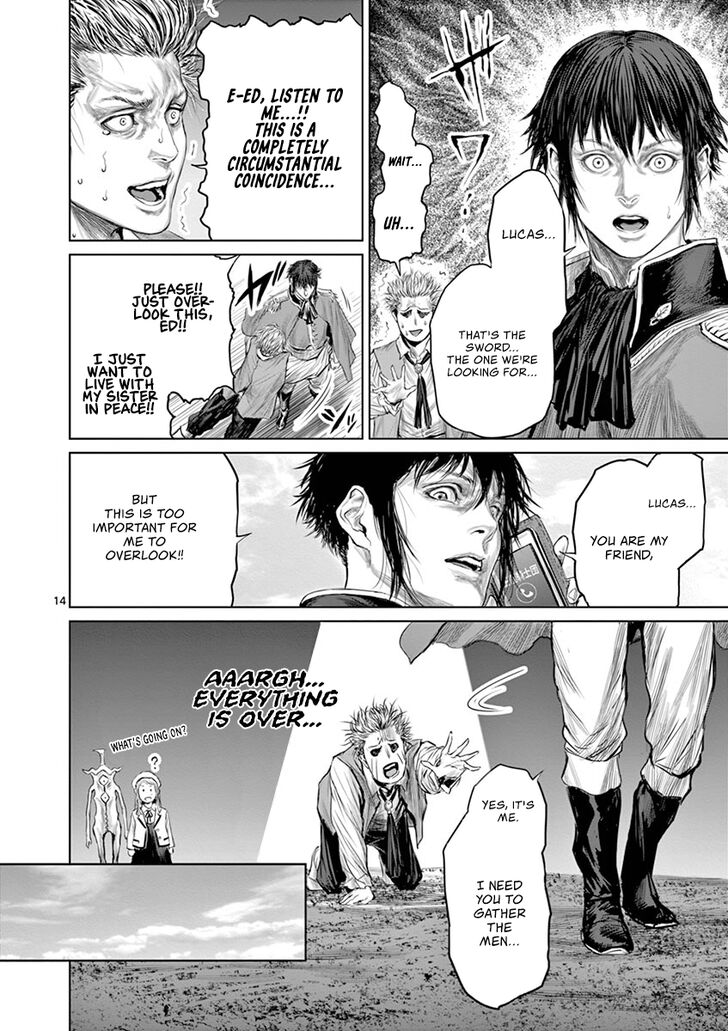 LUCAS...
THAT'S THE
SWORD...
THE ONE WE'RE
LOOKING FOR...
WAIT...
UH...
E-ED, LISTEN TO
ME...!!
THIS IS A
COMPLETELY
CIRCUMSTANTIAL
COINCIDENCE...
PLEASE!!
JUST OVER-
LOOK THIS,
ED!!
I JUST
WANT TO
LIVE WITH
MY SISTER
IN PEACE!!
LUCAS...
YOU ARE MY
FRIEND,
BUT
THIS IS TOO
IMPORTANT FOR
ME TO
OVERLOOK!!
14
AAARGH...
EVERYTHING
IS OVER...
WHAT'S GOING ON?
?
YES, IT'S
ME.
I NEED
YOU TO
GATHER
THE
MEN...